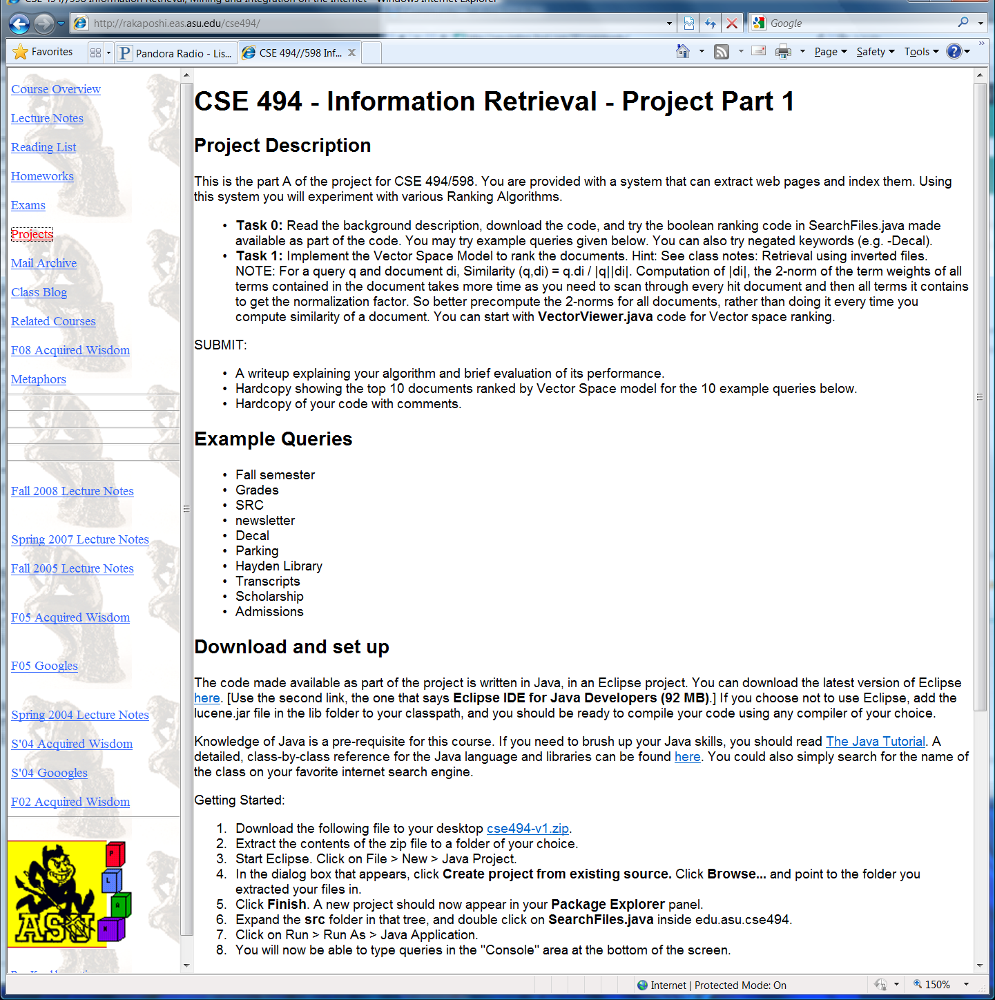 CSE 494//598 Information Retrieval, Mining and Integration on the Internet - Windows Internet Explorer
http://rakaposhi.eas.asu.edu/cse494/
Google
Favorites
Pandora Radio - Lis...
CSE 494//598 Inf...
Page
Safety
Tools
Course Overview
Lecture Notes
Reading List
Homeworks
Exams
Projects
Mail Archive
Class Blog
Related Courses
F08 Acquired Wisdom
Metaphors
Fall 2008 Lecture Notes
Spring 2007 Lecture Notes
Fall 2005 Lecture Notes
F05 Acquired Wisdom
F05 Googles
Spring 2004 Lecture Notes
S'04 Acquired Wisdom
S'04 Gooogles
F02 Acquired Wisdom
P
L
A
N
ASU
CSE 494 - Information Retrieval - Project Part 1
Project Description
This is the part A of the project for CSE 494/598. You are provided with a system that can extract web pages and index them. Using
this system you will experiment with various Ranking Algorithms.
• Task 0: Read the background description, download the code, and try the boolean ranking code in SearchFiles.java made
available as part of the code. You may try example queries given below. You can also try negated keywords (e.g. -Decal).
• Task 1: Implement the Vector Space Model to rank the documents. Hint: See class notes: Retrieval using inverted files.
NOTE: For a query q and document di, Similarity (q,di) = q.di / |q||di|. Computation of |di|, the 2-norm of the term weights of all
terms contained in the document takes more time as you need to scan through every hit document and then all terms it contains
to get the normalization factor. So better precompute the 2-norms for all documents, rather than doing it every time you
compute similarity of a document. You can start with VectorViewer.java code for Vector space ranking.
SUBMIT:
• A writeup explaining your algorithm and brief evaluation of its performance.
• Hardcopy showing the top 10 documents ranked by Vector Space model for the 10 example queries below.
• Hardcopy of your code with comments.
Example Queries
• Fall semester
• Grades
• SRC
• newsletter
• Decal
• Parking
• Hayden Library
• Transcripts
• Scholarship
• Admissions
Download and set up
The code made available as part of the project is written in Java, in an Eclipse project. You can download the latest version of Eclipse
here. [Use the second link, the one that says Eclipse IDE for Java Developers (92 MB).] If you choose not to use Eclipse, add the
lucene.jar file in the lib folder to your classpath, and you should be ready to compile your code using any compiler of your choice.
Knowledge of Java is a pre-requisite for this course. If you need to brush up your Java skills, you should read The Java Tutorial. A
detailed, class-by-class reference for the Java language and libraries can be found here. You could also simply search for the name of
the class on your favorite internet search engine.
Getting Started:
1. Download the following file to your desktop cse494-v1.zip.
2. Extract the contents of the zip file to a folder of your choice.
3. Start Eclipse. Click on File > New > Java Project.
4. In the dialog box that appears, click Create project from existing source. Click Browse... and point to the folder you
extracted your files in.
5. Click Finish. A new project should now appear in your Package Explorer panel.
6. Expand the src folder in that tree, and double click on SearchFiles.java inside edu.asu.cse494.
7. Click on Run > Run As > Java Application.
8. You will now be able to type queries in the "Console" area at the bottom of the screen.
Internet | Protected Mode: On
150%